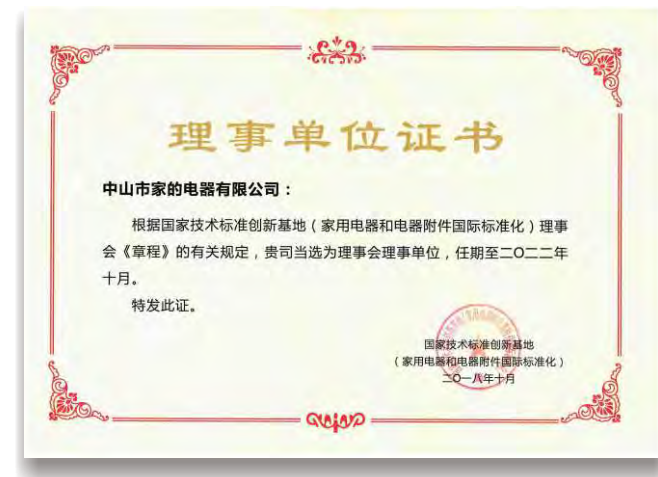 理事单位证书
中山市家的电器有限公司：
根据国家技术标准创新基地（家用电器和电器附件国际标准化）理事
会《章程》的有关规定，贵司当选为理事会理事单位，任期至二〇二二年
十月。
特发此证。
国家技术标准创新基地
（家用电器和电器附件国际标准化）
二〇一八年十月